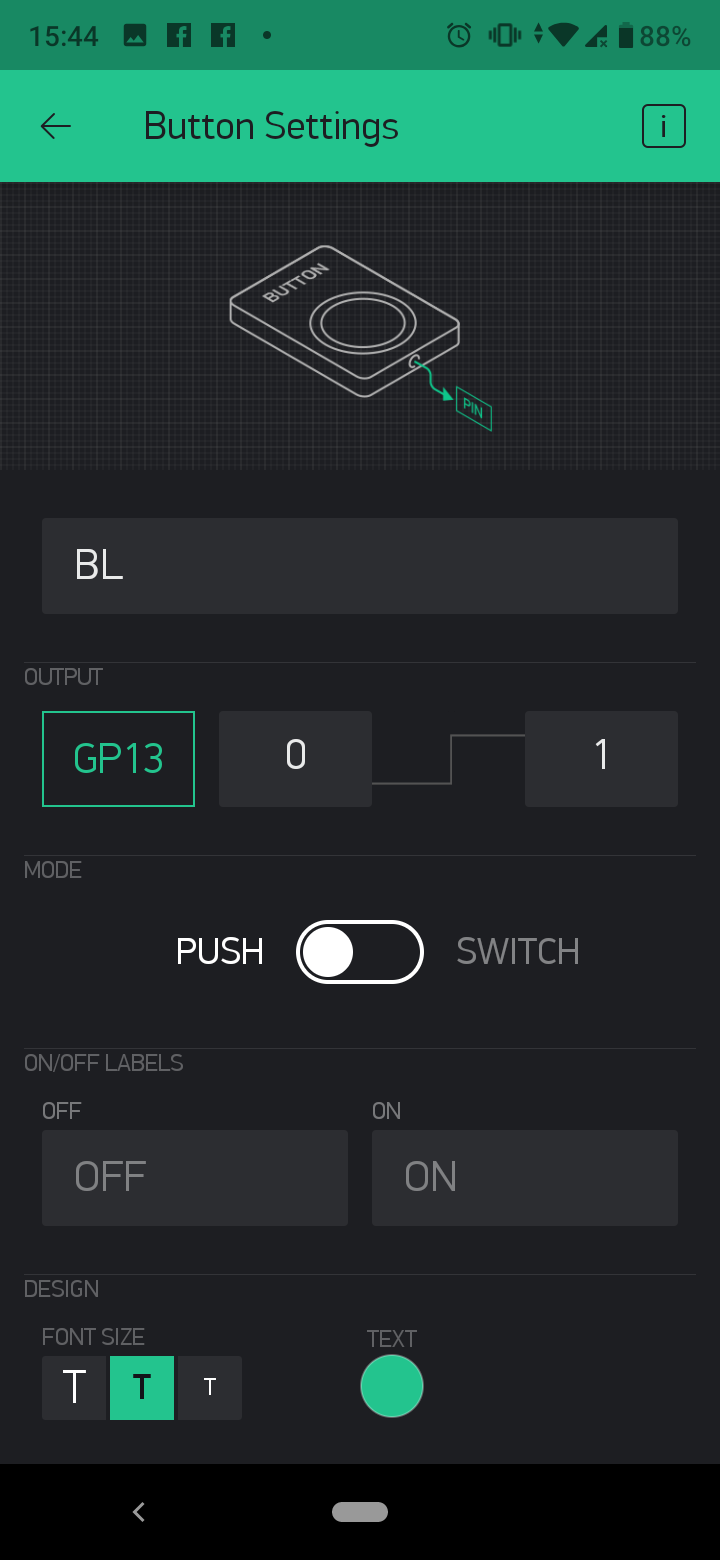 15:44
88%
Button Settings
i
BUTTON
PIN
BL
OUTPUT
GP13
0
1
MODE
PUSH
SWITCH
ON/OFF LABELS
OFF
ON
OFF
ON
DESIGN
FONT SIZE
TEXT
T
T
T